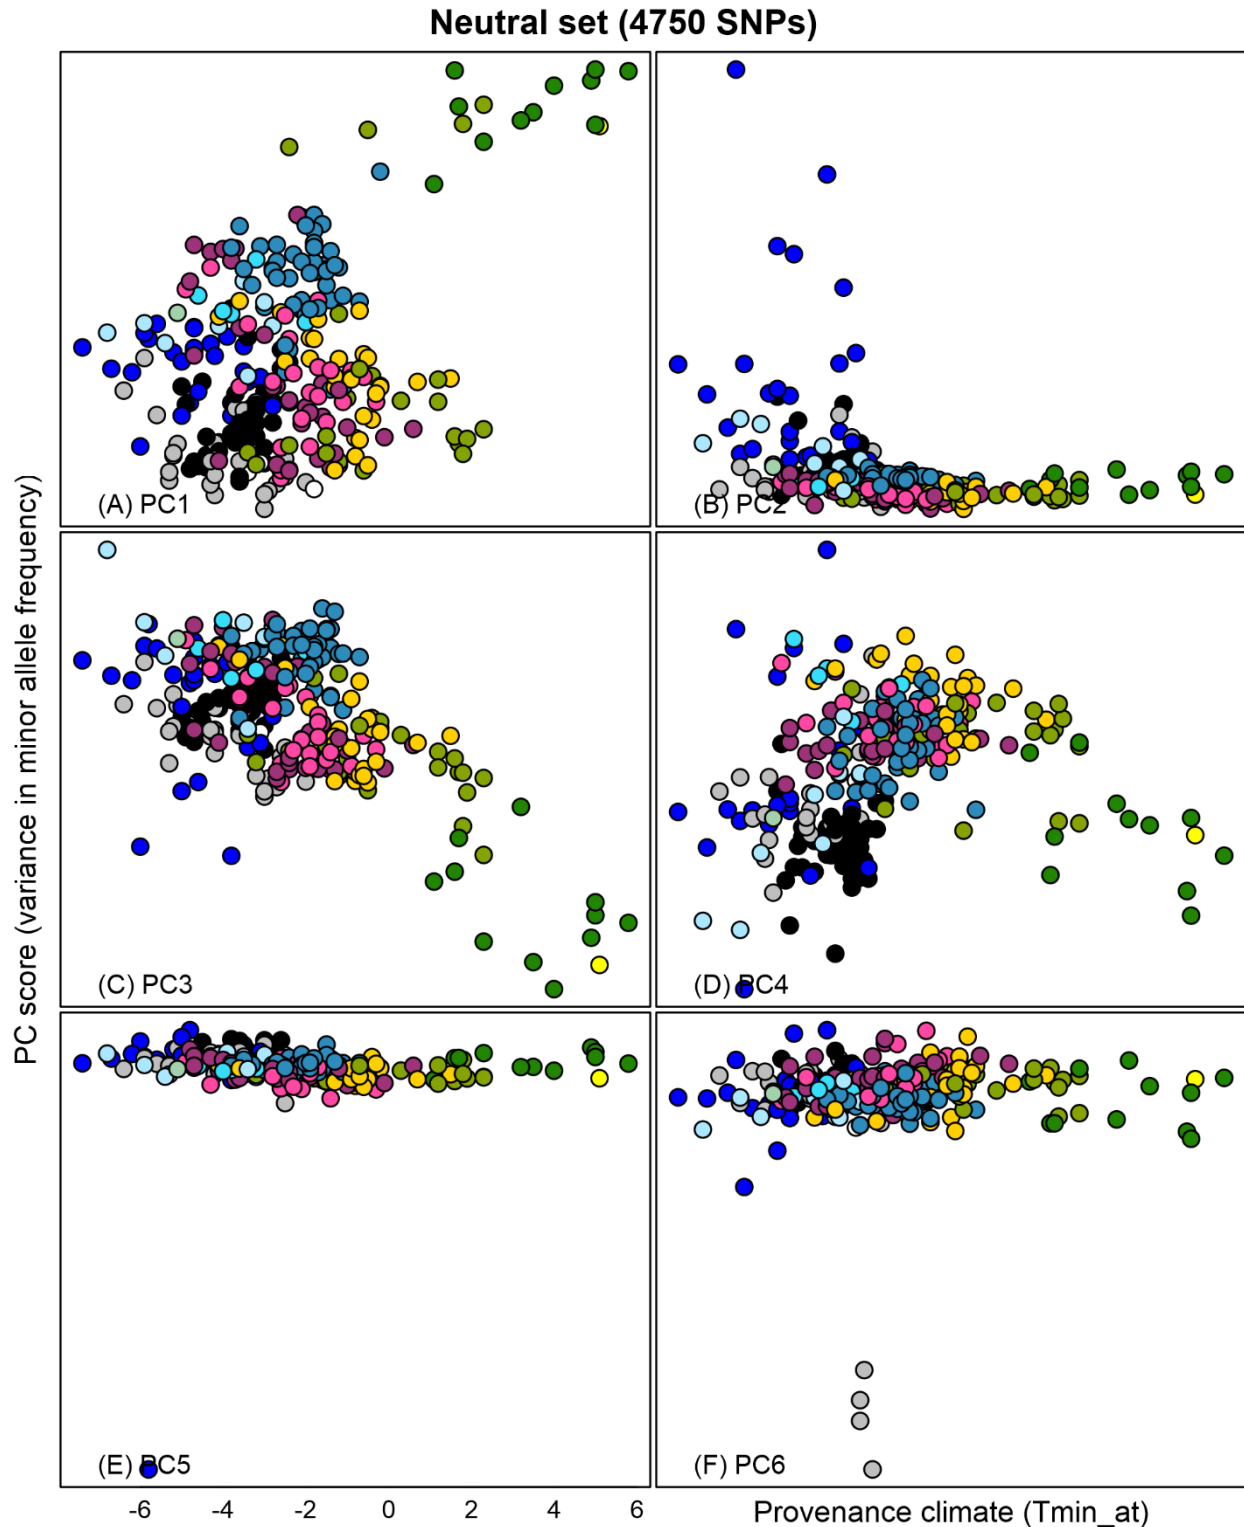 Neutral set (4750 SNPs)
PC score (variance in minor allele frequency)
(A) PC1
(B) PC2
(C) PC3
(D) PC4
(E) PC5
(F) PC6
-6 -4 -2 0 2 4 6
Provenance climate (Tmin_at)